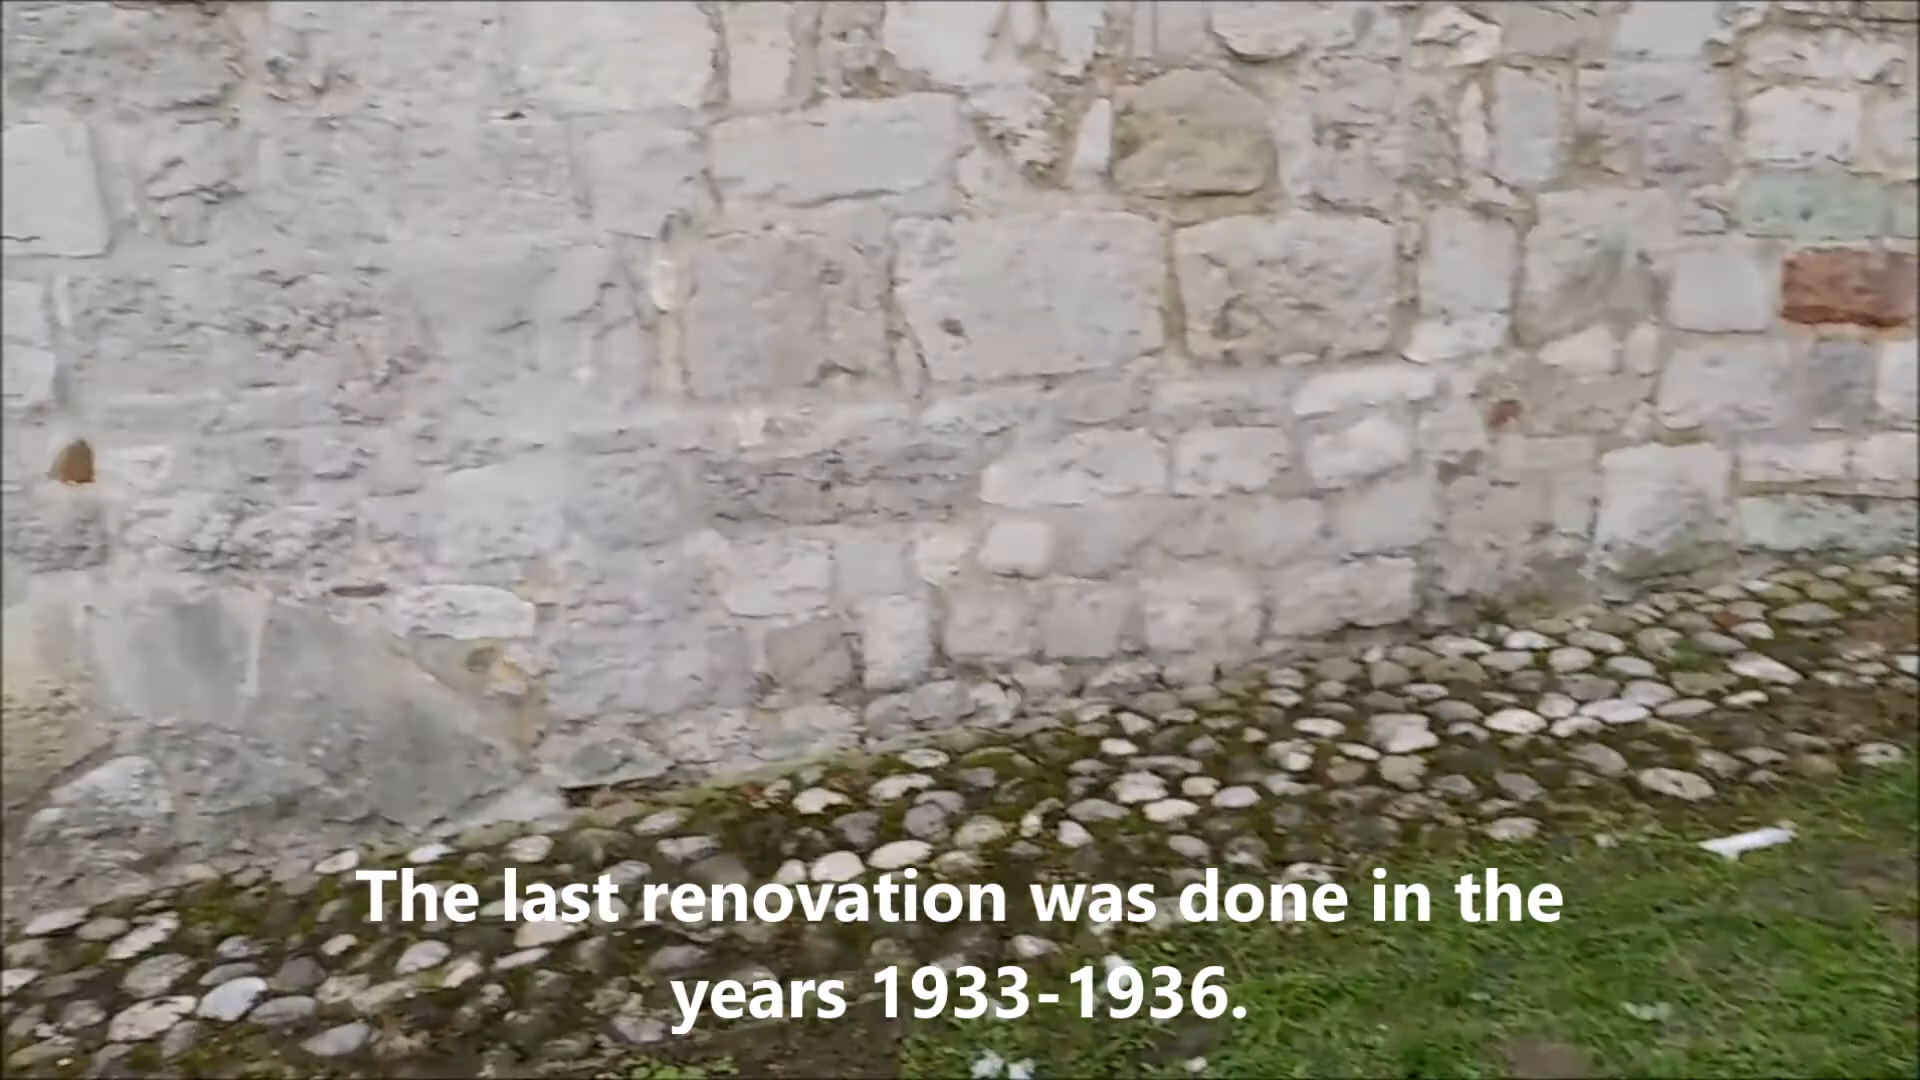 The last renovation was done in the
years 1933-1936.